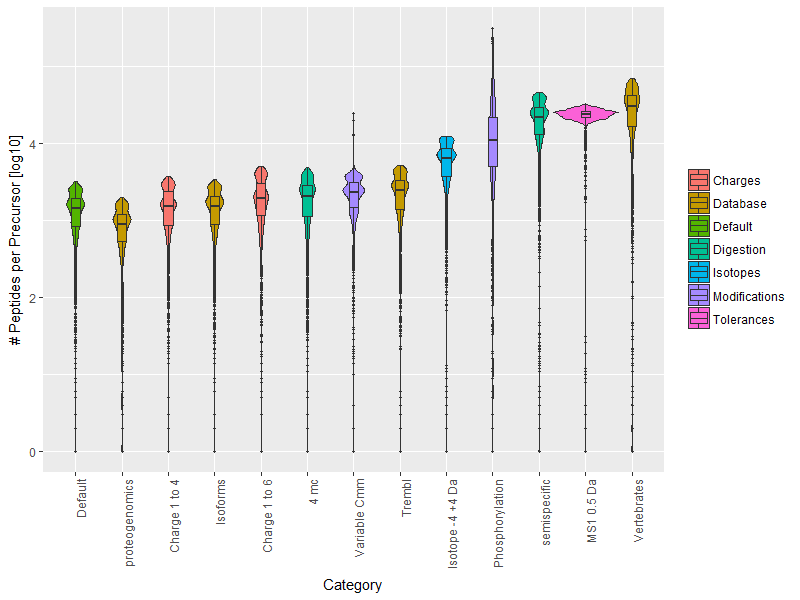 # Peptides per Precursor [log10]
4
2
0
Default
proteogenomics
Charge 1 to 4
Isoforms
Charge 1 to 6
4 mc
Variable Cmm
Trembl
Isotope -4 +4 Da
Phosphorylation
semispecific
MS1 0.5 Da
Vertebrates
Category
Charges
Database
Default
Digestion
Isotopes
Modifications
Tolerances